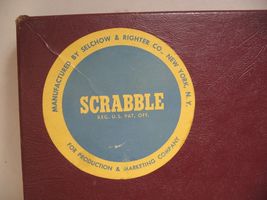 MANUFACTURED BY SELCHOW & RIGHTER CO., NEW YORK, N. Y.
SCRABBLE
REG. U.S. PAT. OFF.
FOR PRODUCTION & MARKETING COMPANY